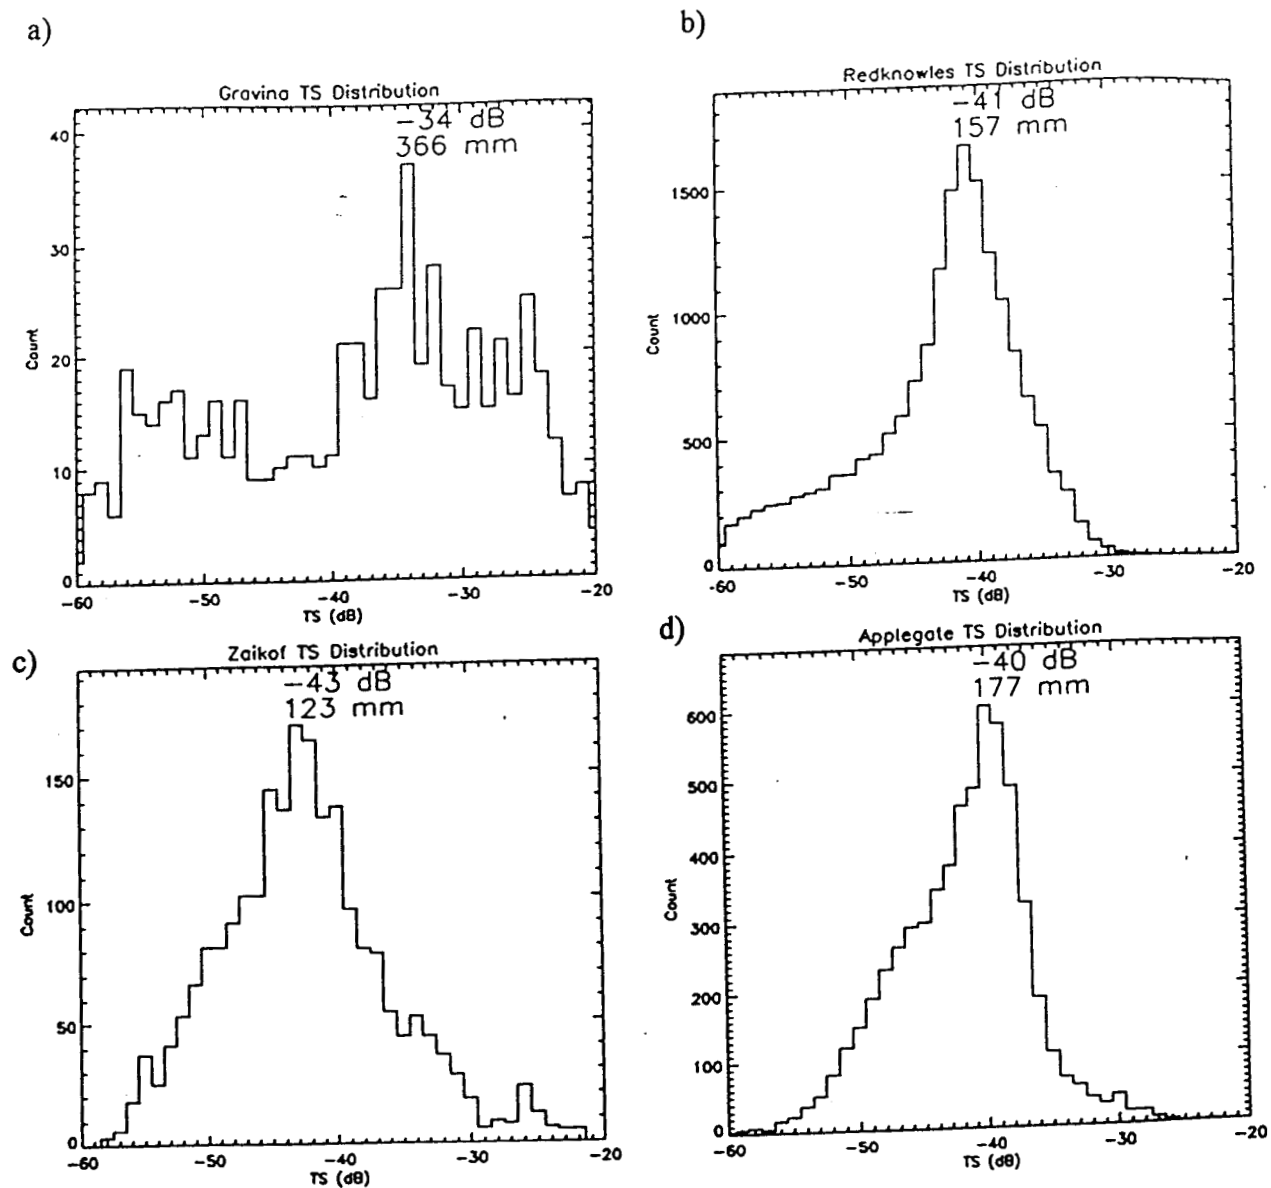 a)
Gravina TS Distribution
-34 dB
366 mm
40
30
20
10
0
Count
-60 -50 -40 -30 -20
TS (dB)
b)
Redknowles TS Distribution
-41 dB
157 mm
1500
1000
500
0
Count
-60 -50 -40 -30 -20
TS (dB)
c)
Zaikof TS Distribution
-43 dB
123 mm
150
100
50
0
Count
-60 -50 -40 -30 -20
TS (dB)
d)
Applegate TS Distribution
-40 dB
177 mm
600
500
400
300
200
100
0
Count
-60 -50 -40 -30 -20
TS (dB)